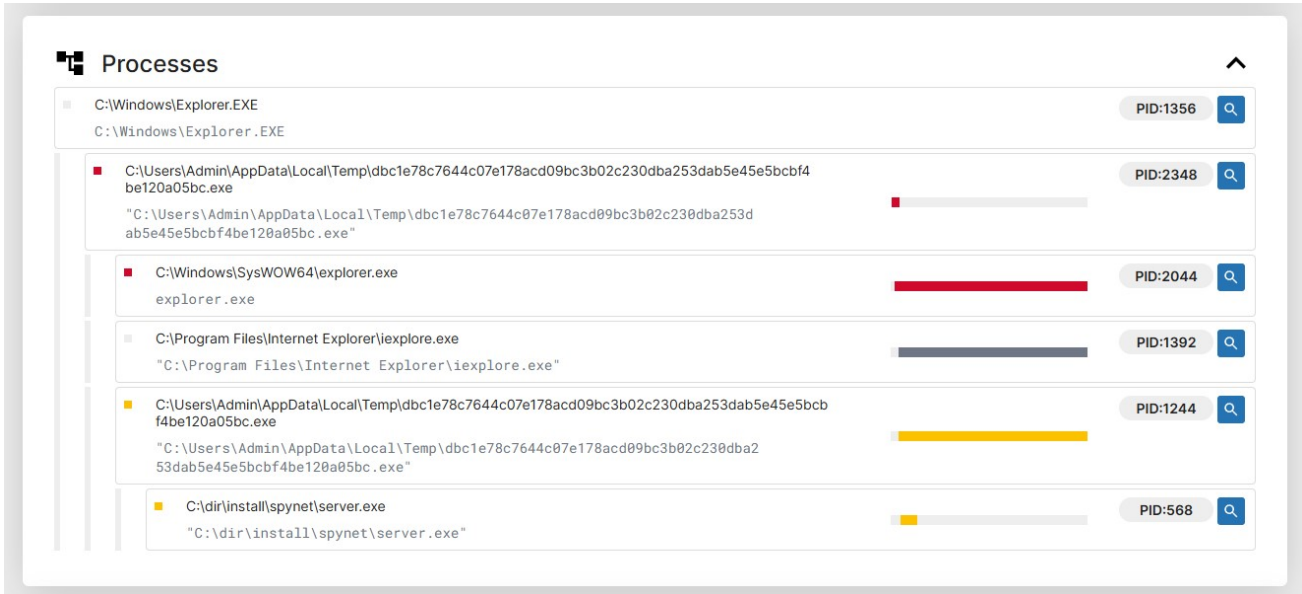 Processes
C:\Windows\Explorer.EXE
PID:1356
C:\Windows\Explorer.EXE
C:\Users\Admin\AppData\Local\Temp\dbc1e78c7644c07e178acd09bc3b02c230dba253dab5e45e5bcbf4
be120a05bc.exe
PID:2348
"C:\Users\Admin\AppData\Local\Temp\dbc1e78c7644c07e178acd09bc3b02c230dba253d
ab5e45e5bcbf4be120a05bc.exe"
C:\Windows\SysWOW64\explorer.exe
PID:2044
explorer.exe
C:\Program Files\Internet Explorer\iexplore.exe
PID:1392
"C:\Program Files\Internet Explorer\iexplore.exe"
C:\Users\Admin\AppData\Local\Temp\dbc1e78c7644c07e178acd09bc3b02c230dba253dab5e45e5bcb
f4be120a05bc.exe
PID:1244
"C:\Users\Admin\AppData\Local\Temp\dbc1e78c7644c07e178acd09bc3b02c230dba2
53dab5e45e5bcbf4be120a05bc.exe"
C:\dir\install\spynet\server.exe
PID:568
"C:\dir\install\spynet\server.exe"